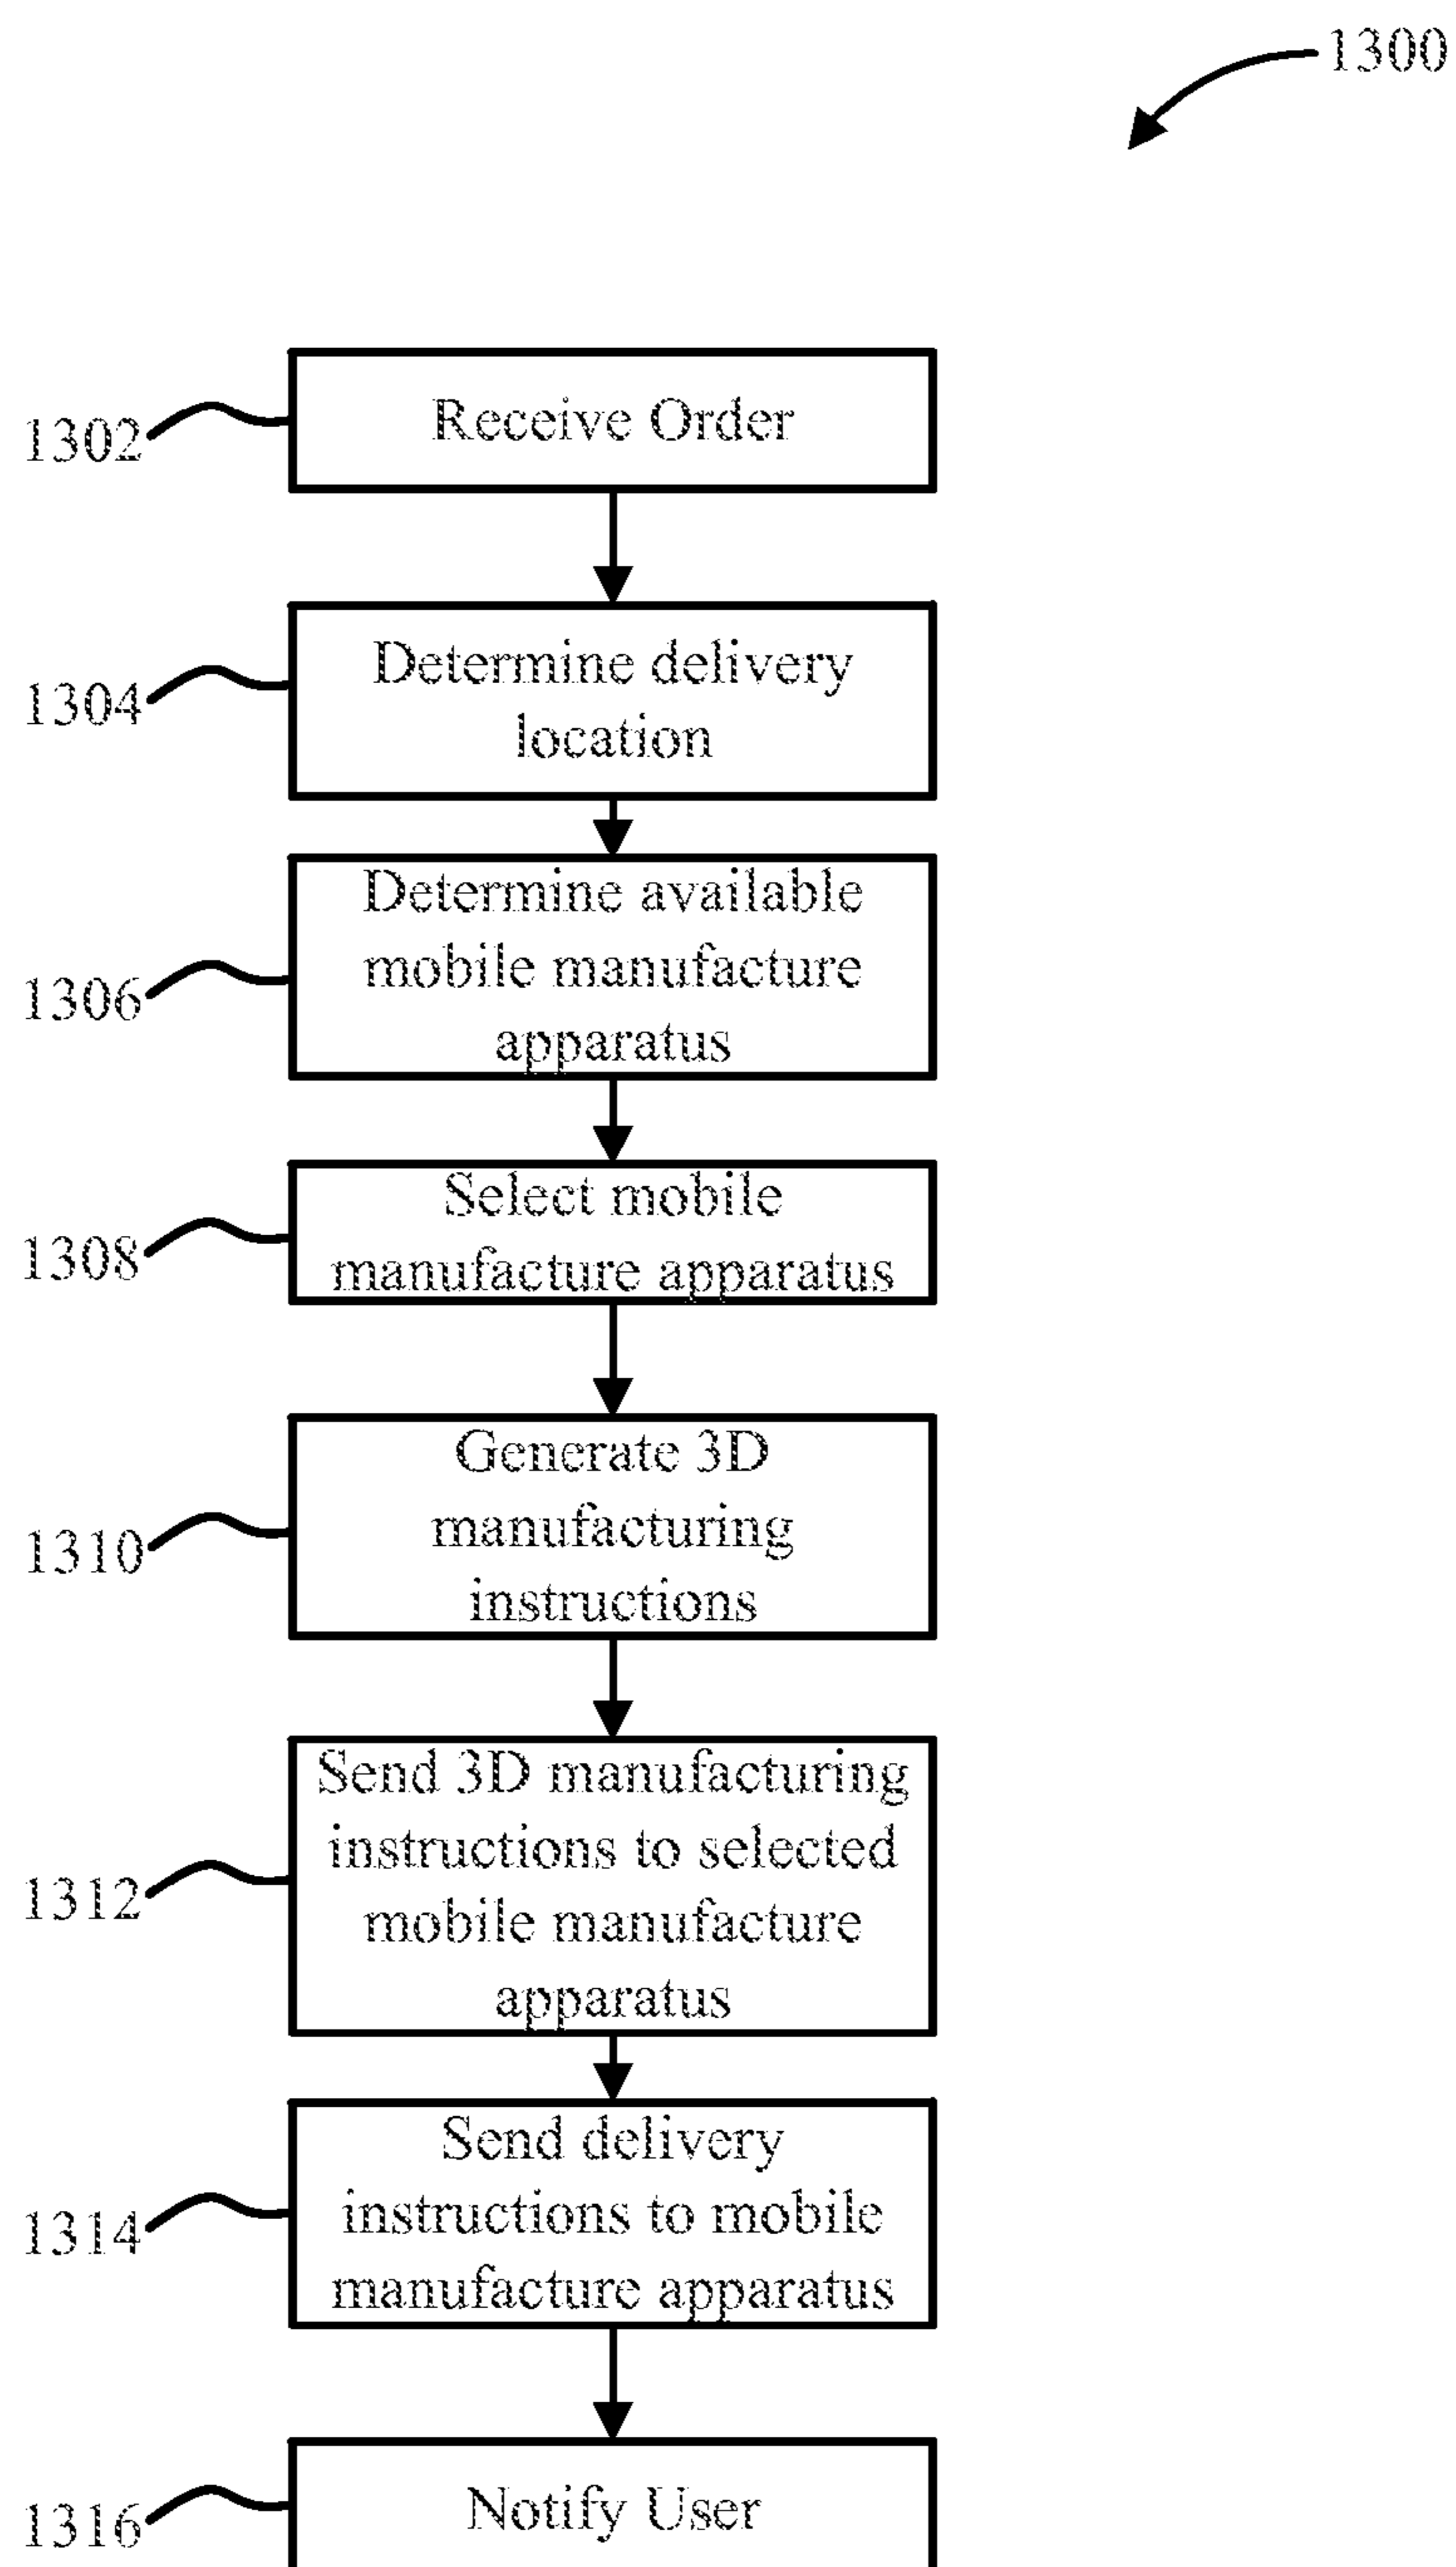 1300
1302
Receive Order
1304
Determine delivery
location
1306
Determine available
mobile manufacture
apparatus
1308
Select mobile
manufacture apparatus
1310
Generate 3D
manufacturing
instructions
1312
Send 3D manufacturing
instructions to selected
mobile manufacture
apparatus
1314
Send delivery
instructions to mobile
manufacture apparatus
1316
Notify User